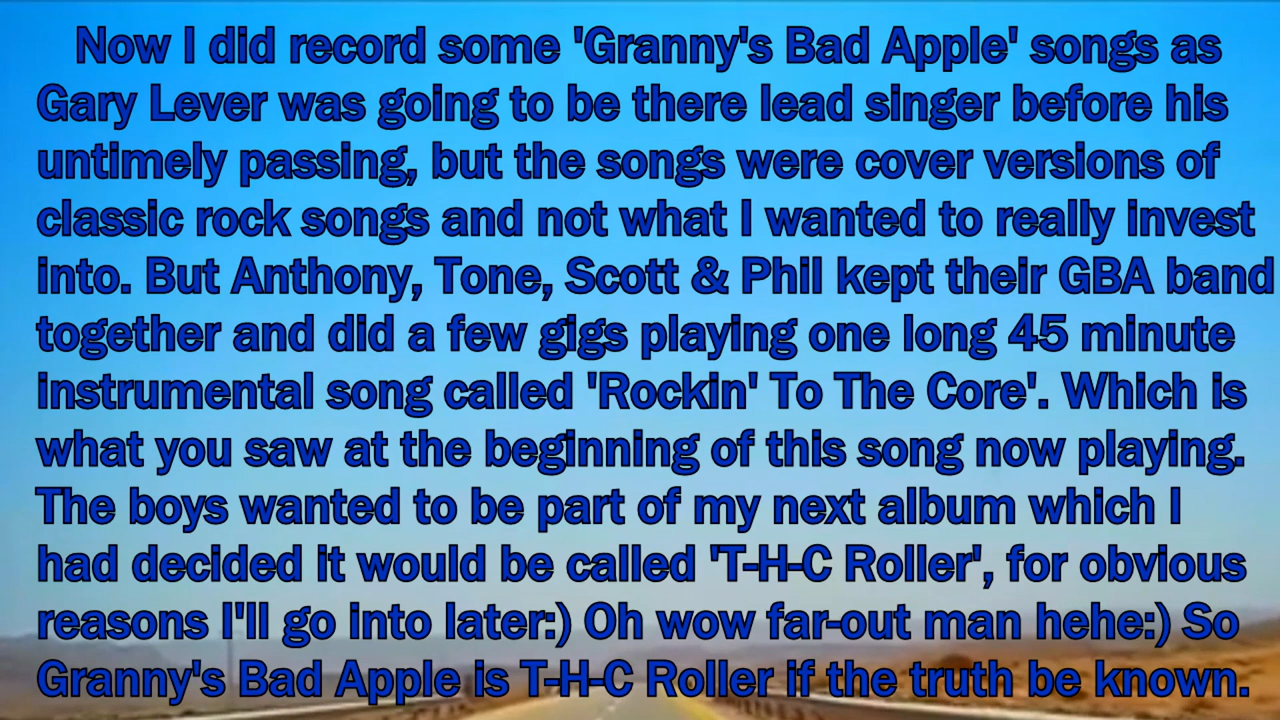 Now I did record some 'Granny's Bad Apple' songs as
Gary Lever was going to be there lead singer before his
untimely passing, but the songs were cover versions of
classic rock songs and not what I wanted to really invest
into. But Anthony, Tone, Scott & Phil kept their GBA band
together and did a few gigs playing one long 45 minute
instrumental song called 'Rockin' To The Core'. Which is
what you saw at the beginning of this song now playing.
The boys wanted to be part of my next album which I
had decided it would be called 'T-H-C Roller', for obvious
reasons I'll go into later:) Oh wow far-out man hehe:) So
Granny's Bad Apple is T-H-C Roller if the truth be known.